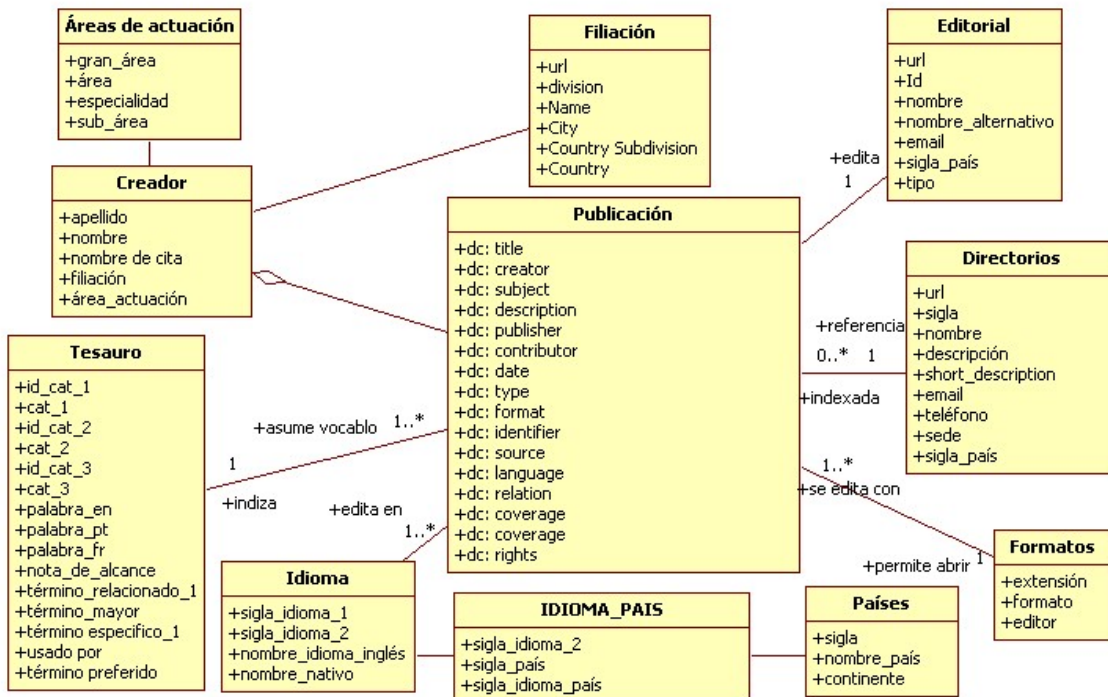 Áreas de actuación
+gran_área
+área
+especialidad
+sub_área
Filiación
+url
+division
+Name
+City
+Country Subdivision
+Country
Editorial
+url
+Id
+nombre
+nombre_alternativo
+email
+sigla_país
+tipo
+edita
1
Creador
+apellido
+nombre
+nombre de cita
+filiación
+área_actuación
Publicación
+dc: title
+dc: creator
+dc: subject
+dc: description
+dc: publisher
+dc: contributor
+dc: date
+dc: type
+dc: format
+dc: identifier
+dc: source
+dc: language
+dc: relation
+dc: coverage
+dc: coverage
+dc: rights
Directorios
+url
+sigla
+nombre
+descripción
+short_description
+email
+teléfono
+sede
+sigla_país
+referencia
0..* 1
+indexada
Tesauro
+id_cat_1
+cat_1
+id_cat_2
+cat_2
+id_cat_3
+cat_3
+palabra_en
+palabra_pt
+palabra_fr
+nota_de_alcance
+término_relacionado_1
+término_mayor
+término especifico_1
+usado por
+término preferido
+asume vocablo 1..*
1
+indiza
+edita en
1..*
1..*
+se edita con
+permite abrir 1
Formatos
+extensión
+formato
+editor
Idioma
+sigla_idioma_1
+sigla_idioma_2
+nombre_idioma_inglés
+nombre_nativo
IDIOMA_PAIS
+sigla_idioma_2
+sigla_país
+sigla_idioma_país
Países
+sigla
+nombre_país
+continente